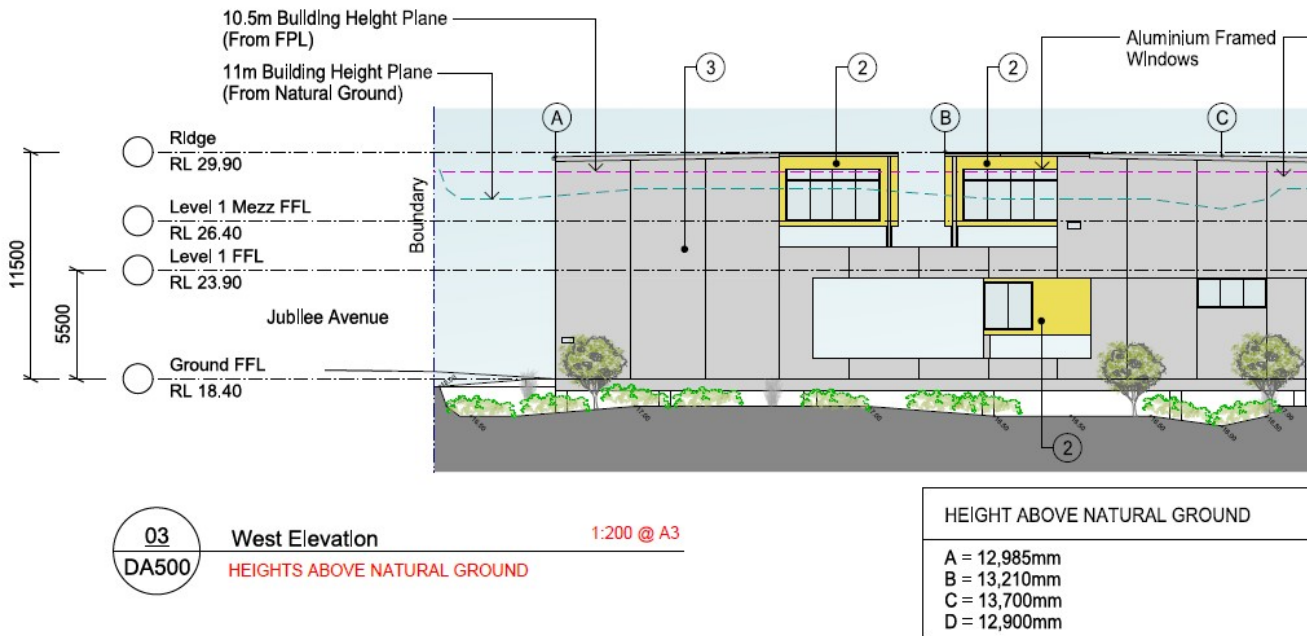 10.5m Building Height Plane
(From FPL)
11m Building Height Plane
(From Natural Ground)
3
2
2
Aluminium Framed
Windows
A
B
C
Ridge
RL 29.90
Level 1 Mezz FFL
RL 26.40
Level 1 FFL
RL 23.90
Boundary
11500
5500
Jubilee Avenue
Ground FFL
RL 18.40
2
03
DA500
West Elevation
1:200 @ A3
HEIGHTS ABOVE NATURAL GROUND
HEIGHT ABOVE NATURAL GROUND
A = 12,985mm
B = 13,210mm
C = 13,700mm
D = 12,900mm